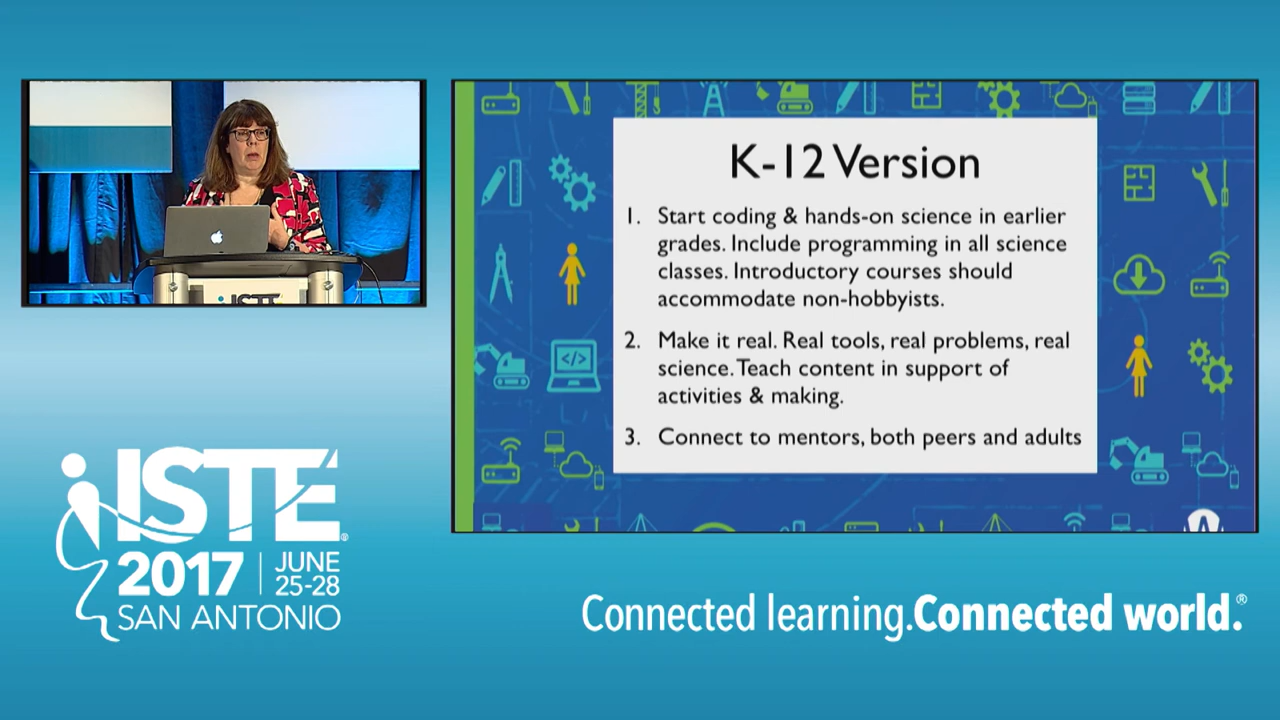 K-12 Version
1. Start coding & hands-on science in earlier
grades. Include programming in all science
classes. Introductory courses should
accommodate non-hobbyists.
2. Make it real. Real tools, real problems, real
science. Teach content in support of
activities & making.
3. Connect to mentors, both peers and adults
</>
ISTE
ISTE®
2017 | JUNE
25-28
SAN ANTONIO
Connected learning.Connected world.®